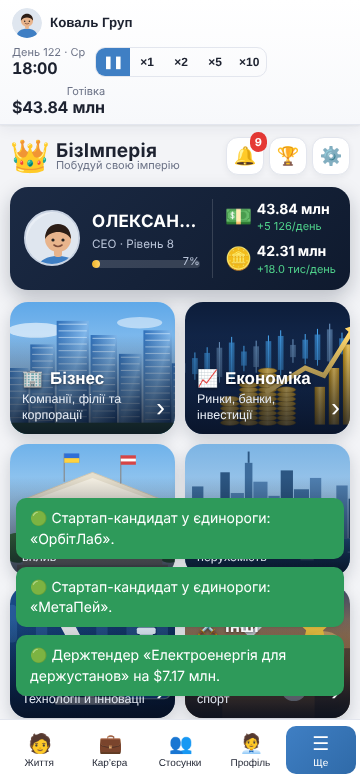 Коваль Груп
День 122 · Ср
18:00
❚❚ ×1 ×2 ×5 ×10
Готівка
$43.84 млн
БізІмперія
Побудуй свою імперію
9
ОЛЕКСАН...
CEO · Рівень 8
7%
43.84 млн
+5 126/день
42.31 млн
+18.0 тис/день
Бізнес
Компанії, філії та
корпорації
Економіка
Ринки, банки,
інвестиції
Стартап-кандидат у єдинороги:
«ОрбітЛаб».
Стартап-кандидат у єдинороги:
«МетаПей».
Держтендер «Електроенергія для
держустанов» на $7.17 млн.
Технології й інновації
спорт
Життя
Кар'єра
Стосунки
Профіль
Ще